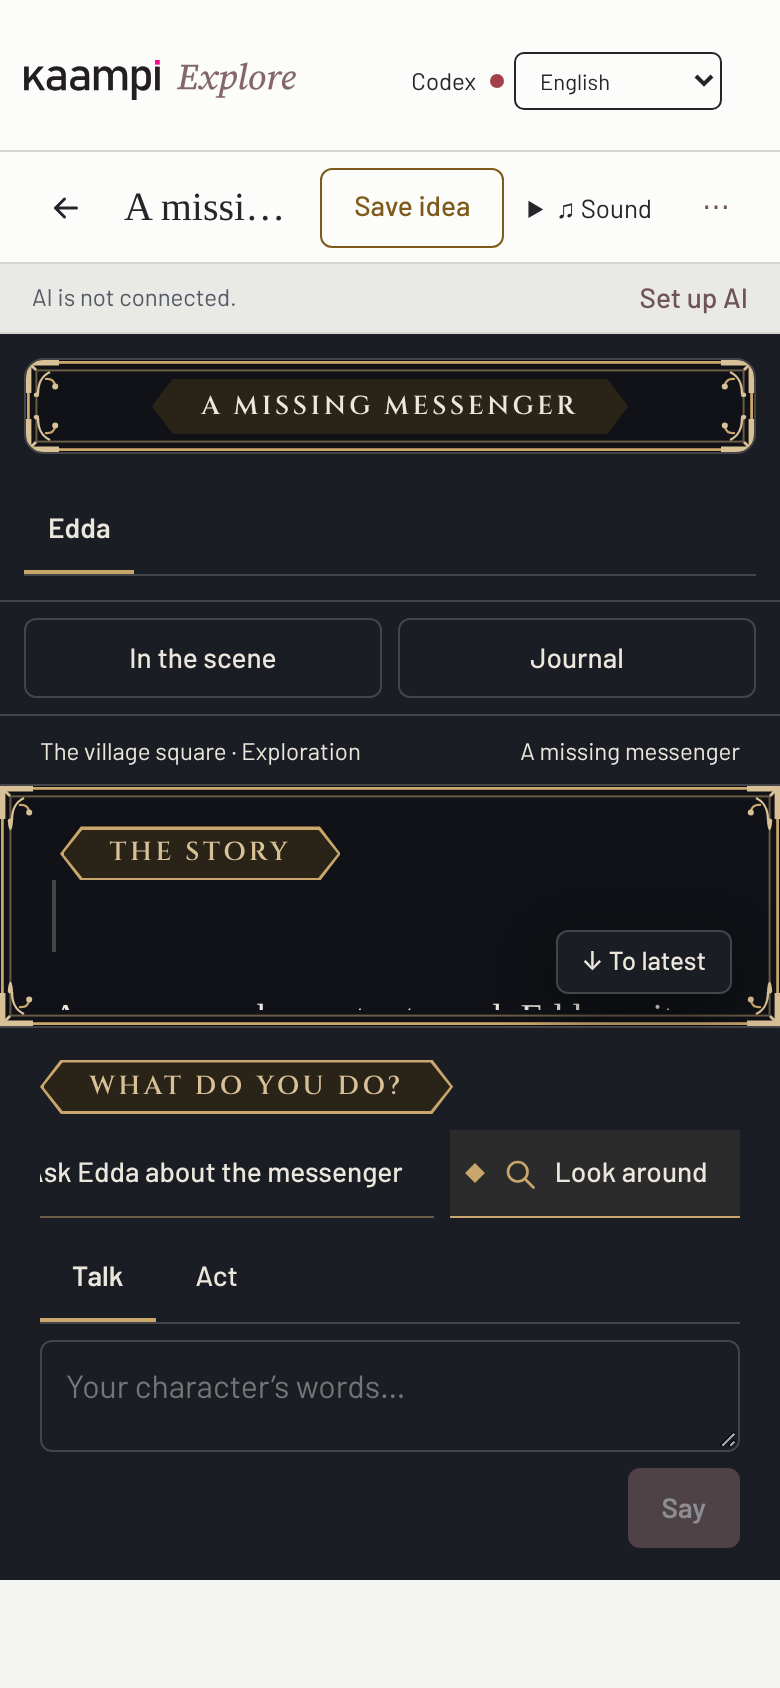 Kaampi Explore
Codex
English
A missi...
Save idea
♫ Sound
AI is not connected.
Set up AI
A MISSING MESSENGER
Edda
In the scene
Journal
The village square · Exploration
A missing messenger
THE STORY
↓ To latest
WHAT DO YOU DO?
sk Edda about the messenger
Look around
Talk
Act
Your character’s words...
Say